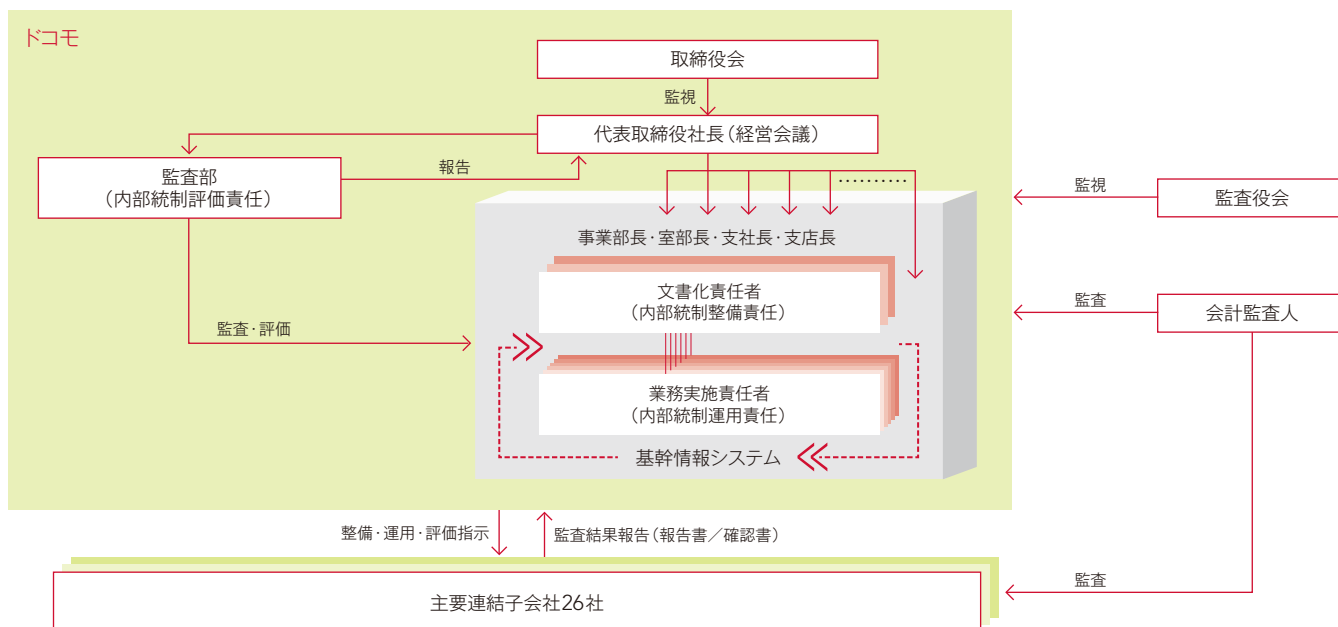 ドコモ
取締役会
監視
代表取締役社長(経営会議)
監査部
(内部統制評価責任)
報告
‥‥‥‥‥
監視
監査役会
事業部長・室部長・支社長・支店長
文書化責任者
(内部統制整備責任)
監査
会計監査人
監査・評価
業務実施責任者
(内部統制運用責任)
基幹情報システム
整備・運用・評価指示
監査結果報告(報告書/確認書)
監査
主要連結子会社26社